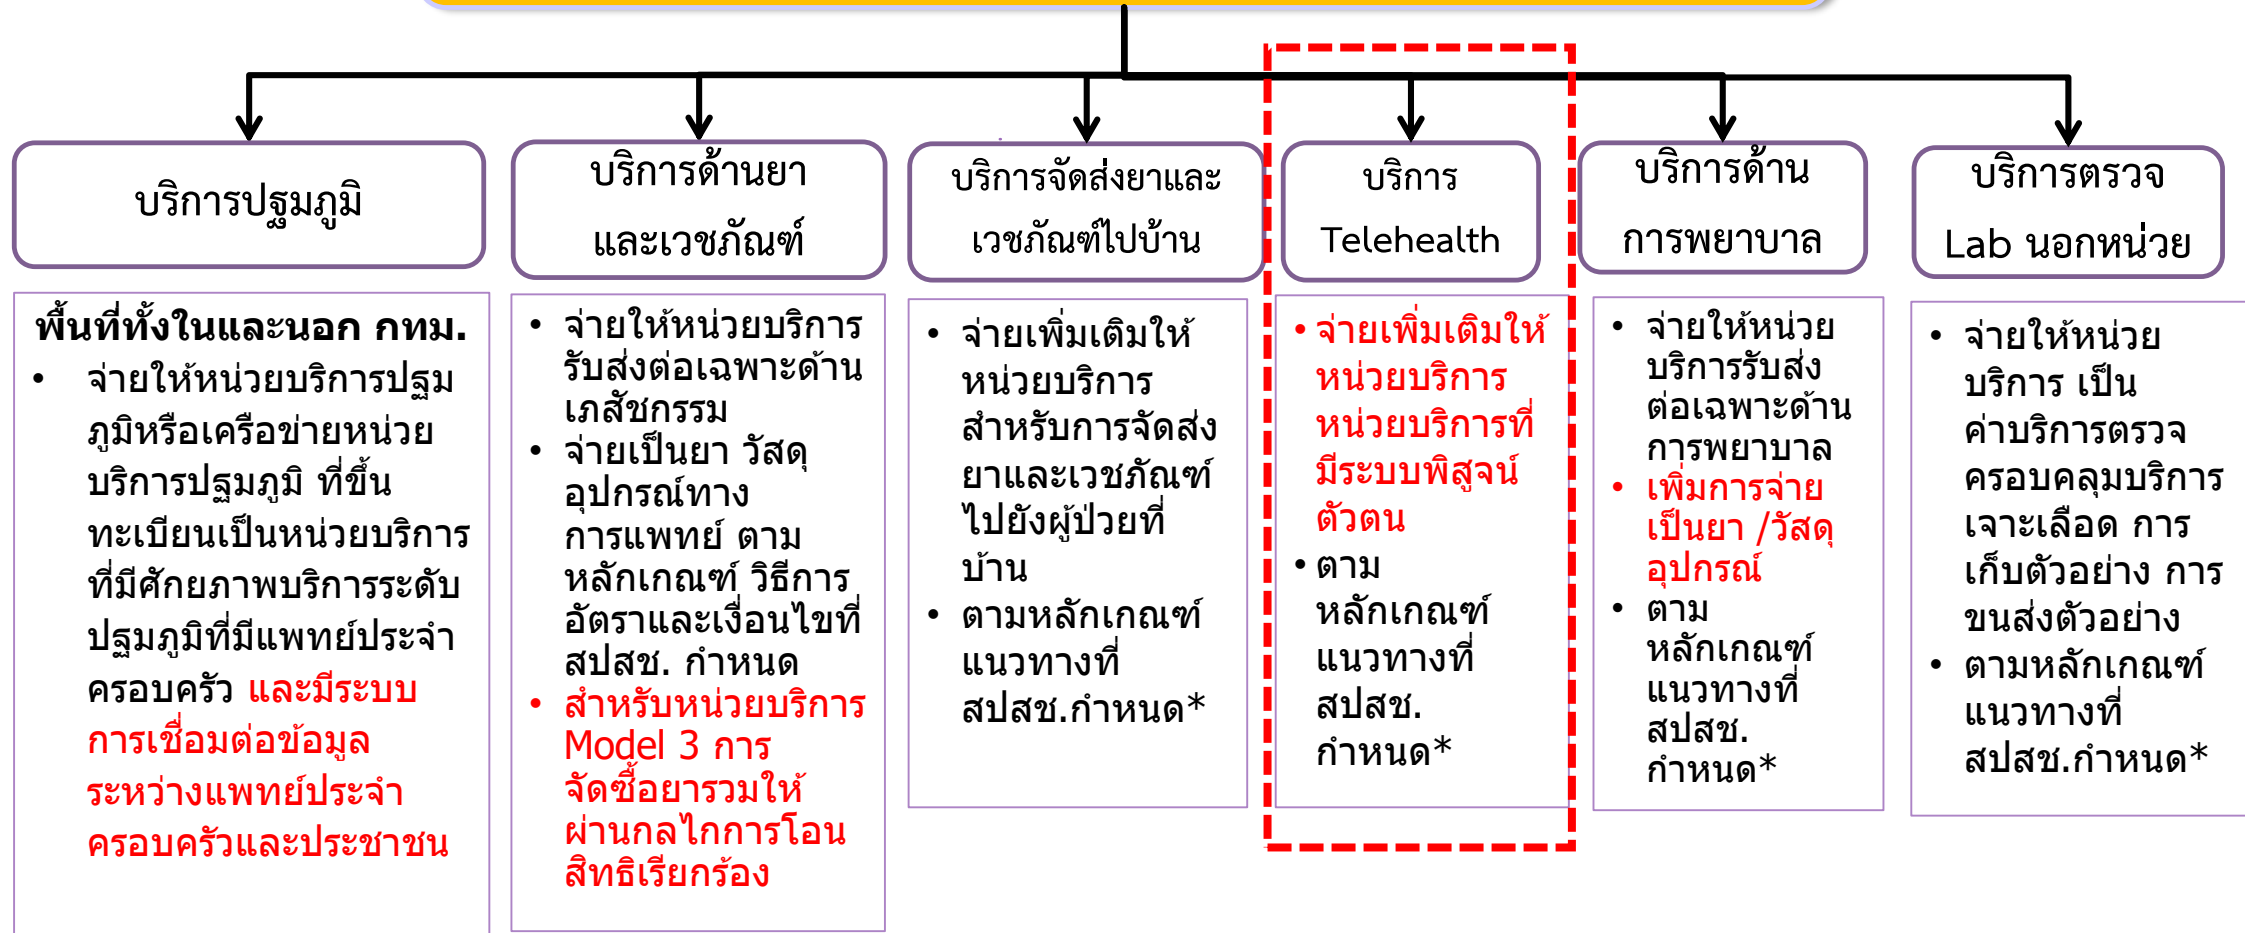 บริการปฐมภูมิ
พื้นที่ทั้งในและนอก กทม.
• จ่ายให้หน่วยบริการปฐม
ภูมิหรือเครือข่ายหน่วย
บริการปฐมภูมิ ที่ขึ้น
ทะเบียนเป็นหน่วยบริการ
ที่มีศักยภาพบริการระดับ
ปฐมภูมิที่มีแพทย์ประจำ
ครอบครัว และมีระบบ
การเชื่อมต่อข้อมูล
ระหว่างแพทย์ประจำ
ครอบครัวและประชาชน
บริการด้านยา
และเวชภัณฑ์
• จ่ายให้หน่วยบริการ
รับส่งต่อเฉพาะด้าน
เภสัชกรรม
• จ่ายเป็นยา วัสดุ
อุปกรณ์ทาง
การแพทย์ ตาม
หลักเกณฑ์ วิธีการ
อัตราและเงื่อนไขที่
สปสช. กำหนด
• สำหรับหน่วยบริการ
Model 3 การ
จัดซื้อยารวมให้
ผ่านกลไกการโอน
สิทธิเรียกร้อง
บริการจัดส่งยาและ
เวชภัณฑ์ไปบ้าน
• จ่ายเพิ่มเติมให้
หน่วยบริการ
สำหรับการจัดส่ง
ยาและเวชภัณฑ์
ไปยังผู้ป่วยที่
บ้าน
• ตามหลักเกณฑ์
แนวทางที่
สปสช.กำหนด*
บริการ
Telehealth
• จ่ายเพิ่มเติมให้
หน่วยบริการ
หน่วยบริการที่
มีระบบพิสูจน์
ตัวตน
• ตาม
หลักเกณฑ์
แนวทางที่
สปสช.
กำหนด*
บริการด้าน
การพยาบาล
• จ่ายให้หน่วย
บริการรับส่ง
ต่อเฉพาะด้าน
การพยาบาล
• เพิ่มการจ่าย
เป็นยา /วัสดุ
อุปกรณ์
• ตาม
หลักเกณฑ์
แนวทางที่
สปสช.
กำหนด*
บริการตรวจ
Lab นอกหน่วย
• จ่ายให้หน่วย
บริการ เป็น
ค่าบริการตรวจ
ครอบคลุมบริการ
เจาะเลือด การ
เก็บตัวอย่าง การ
ขนส่งตัวอย่าง
• ตามหลักเกณฑ์
แนวทางที่
สปสช.กำหนด*